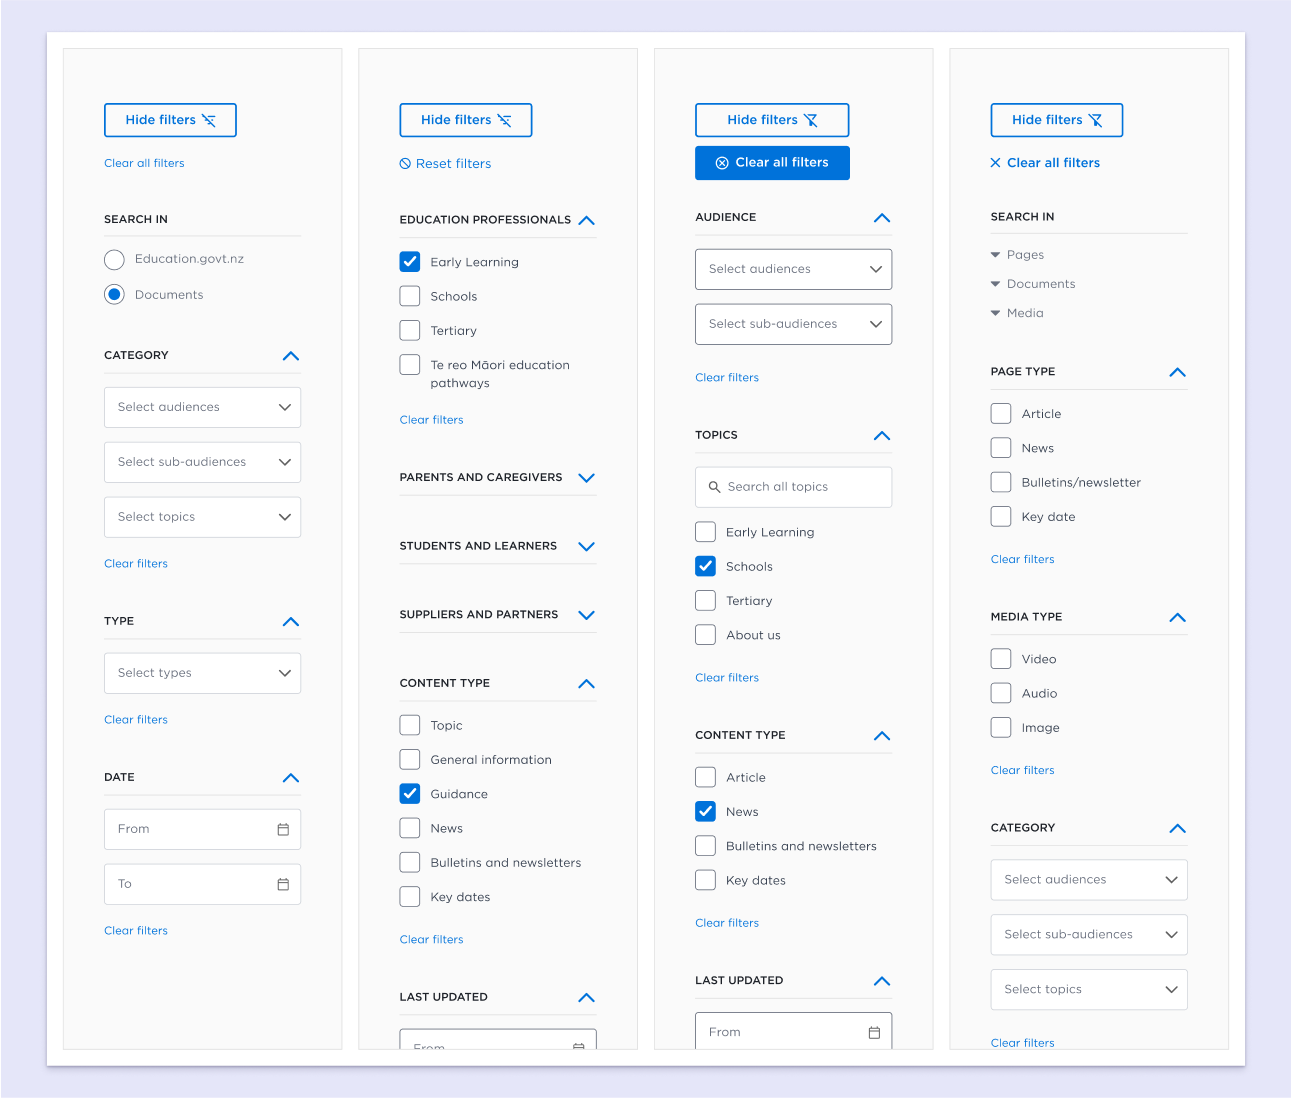 Hide filters
Clear all filters
SEARCH IN
Education.govt.nz
Documents
CATEGORY
Select audiences
Select sub-audiences
Select topics
Clear filters
TYPE
Select types
Clear filters
DATE
From
To
Clear filters
Hide filters
Reset filters
EDUCATION PROFESSIONALS
Early Learning
Schools
Tertiary
Te reo Māori education
pathways
Clear filters
PARENTS AND CAREGIVERS
STUDENTS AND LEARNERS
SUPPLIERS AND PARTNERS
CONTENT TYPE
Topic
General information
Guidance
News
Bulletins and newsletters
Key dates
Clear filters
LAST UPDATED
From
Hide filters
Clear all filters
AUDIENCE
Select audiences
Select sub-audiences
Clear filters
TOPICS
Search all topics
Early Learning
Schools
Tertiary
About us
Clear filters
CONTENT TYPE
Article
News
Bulletins and newsletters
Key dates
Clear filters
LAST UPDATED
From
Hide filters
Clear all filters
SEARCH IN
Pages
Documents
Media
PAGE TYPE
Article
News
Bulletins/newsletter
Key date
Clear filters
MEDIA TYPE
Video
Audio
Image
Clear filters
CATEGORY
Select audiences
Select sub-audiences
Select topics
Clear filters